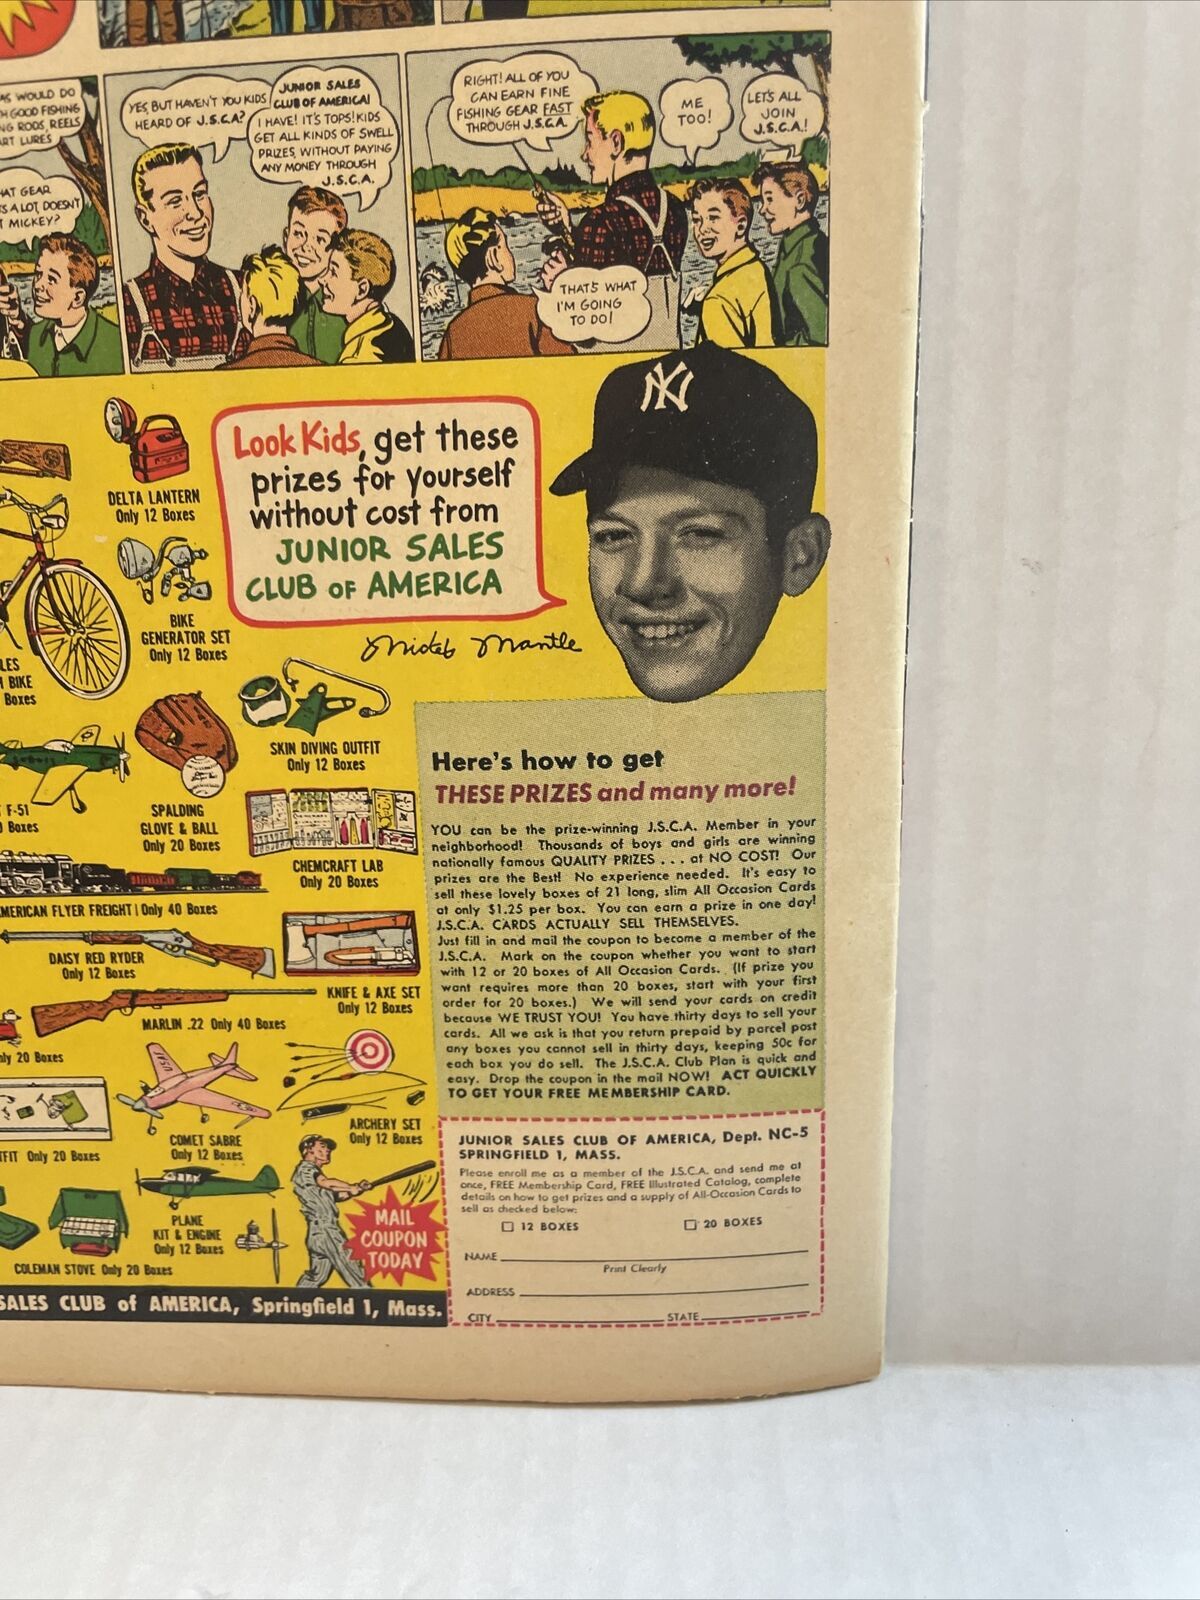 AS WOULD DO
GOOD FISHING
RODS, REELS
LURES
GEAR
A LOT, DOESN'T
MICKEY?
YES, BUT HAVEN'T YOU KIDS
HEARD OF J.S.C.A.?
JUNIOR SALES
CLUB OF AMERICA!
I HAVE! IT'S TOPS! KIDS
GET ALL KINDS OF SWELL
PRIZES, WITHOUT PAYING
ANY MONEY THROUGH
J.S.C.A.
RIGHT! ALL OF YOU
CAN EARN FINE
FISHING GEAR FAST
THROUGH J.S.C.A.
ME
TOO!
LET'S ALL
JOIN
J.S.C.A.!
THAT'S WHAT
I'M GOING
TO DO!
NY
Look Kids, get these
prizes for yourself
without cost from
JUNIOR SALES
CLUB OF AMERICA
Mickey Mantle
DELTA LANTERN
Only 12 Boxes
BIKE
GENERATOR SET
Only 12 Boxes
BIKE
Boxes
SKIN DIVING OUTFIT
Only 12 Boxes
F-51
Boxes
SPALDING
GLOVE & BALL
Only 20 Boxes
CHEMCRAFT LAB
Only 20 Boxes
AMERICAN FLYER FREIGHT | Only 40 Boxes
DAISY RED RYDER
Only 12 Boxes
KNIFE & AXE SET
Only 12 Boxes
MARLIN .22 Only 40 Boxes
Only 20 Boxes
USAF
ARCHERY SET
Only 12 Boxes
COMET SABRE
Only 12 Boxes
Only 20 Boxes
PLANE
KIT & ENGINE
Only 12 Boxes
COLEMAN STOVE Only 20 Boxes
MAIL
COUPON
TODAY
SALES CLUB of AMERICA, Springfield 1, Mass.
Here's how to get
THESE PRIZES and many more!
YOU can be the prize-winning J.S.C.A. Member in your
neighborhood! Thousands of boys and girls are winning
nationally famous QUALITY PRIZES . . . at NO COST! Our
prizes are the Best! No experience needed. It's easy to
sell these lovely boxes of 21 long, slim All Occasion Cards
at only $1.25 per box. You can earn a prize in one day!
J.S.C.A. CARDS ACTUALLY SELL THEMSELVES.
Just fill in and mail the coupon to become a member of the
J.S.C.A. Mark on the coupon whether you want to start
with 12 or 20 boxes of All Occasion Cards. (If prize you
want requires more than 20 boxes, start with your first
order for 20 boxes.) We will send your cards on credit
because WE TRUST YOU! You have thirty days to sell your
cards. All we ask is that you return prepaid by parcel post
any boxes you cannot sell in thirty days, keeping 50c for
each box you do sell. The J.S.C.A. Club Plan is quick and
easy. Drop the coupon in the mail NOW! ACT QUICKLY
TO GET YOUR FREE MEMBERSHIP CARD.
JUNIOR SALES CLUB OF AMERICA, Dept. NC-5
SPRINGFIELD 1, MASS.
Please enroll me as a member of the J.S.C.A. and send me at
once, FREE Membership Card, FREE Illustrated Catalog, complete
details on how to get prizes and a supply of All-Occasion Cards to
sell as checked below:
12 BOXES 20 BOXES
NAME
Print Clearly
ADDRESS
CITY STATE